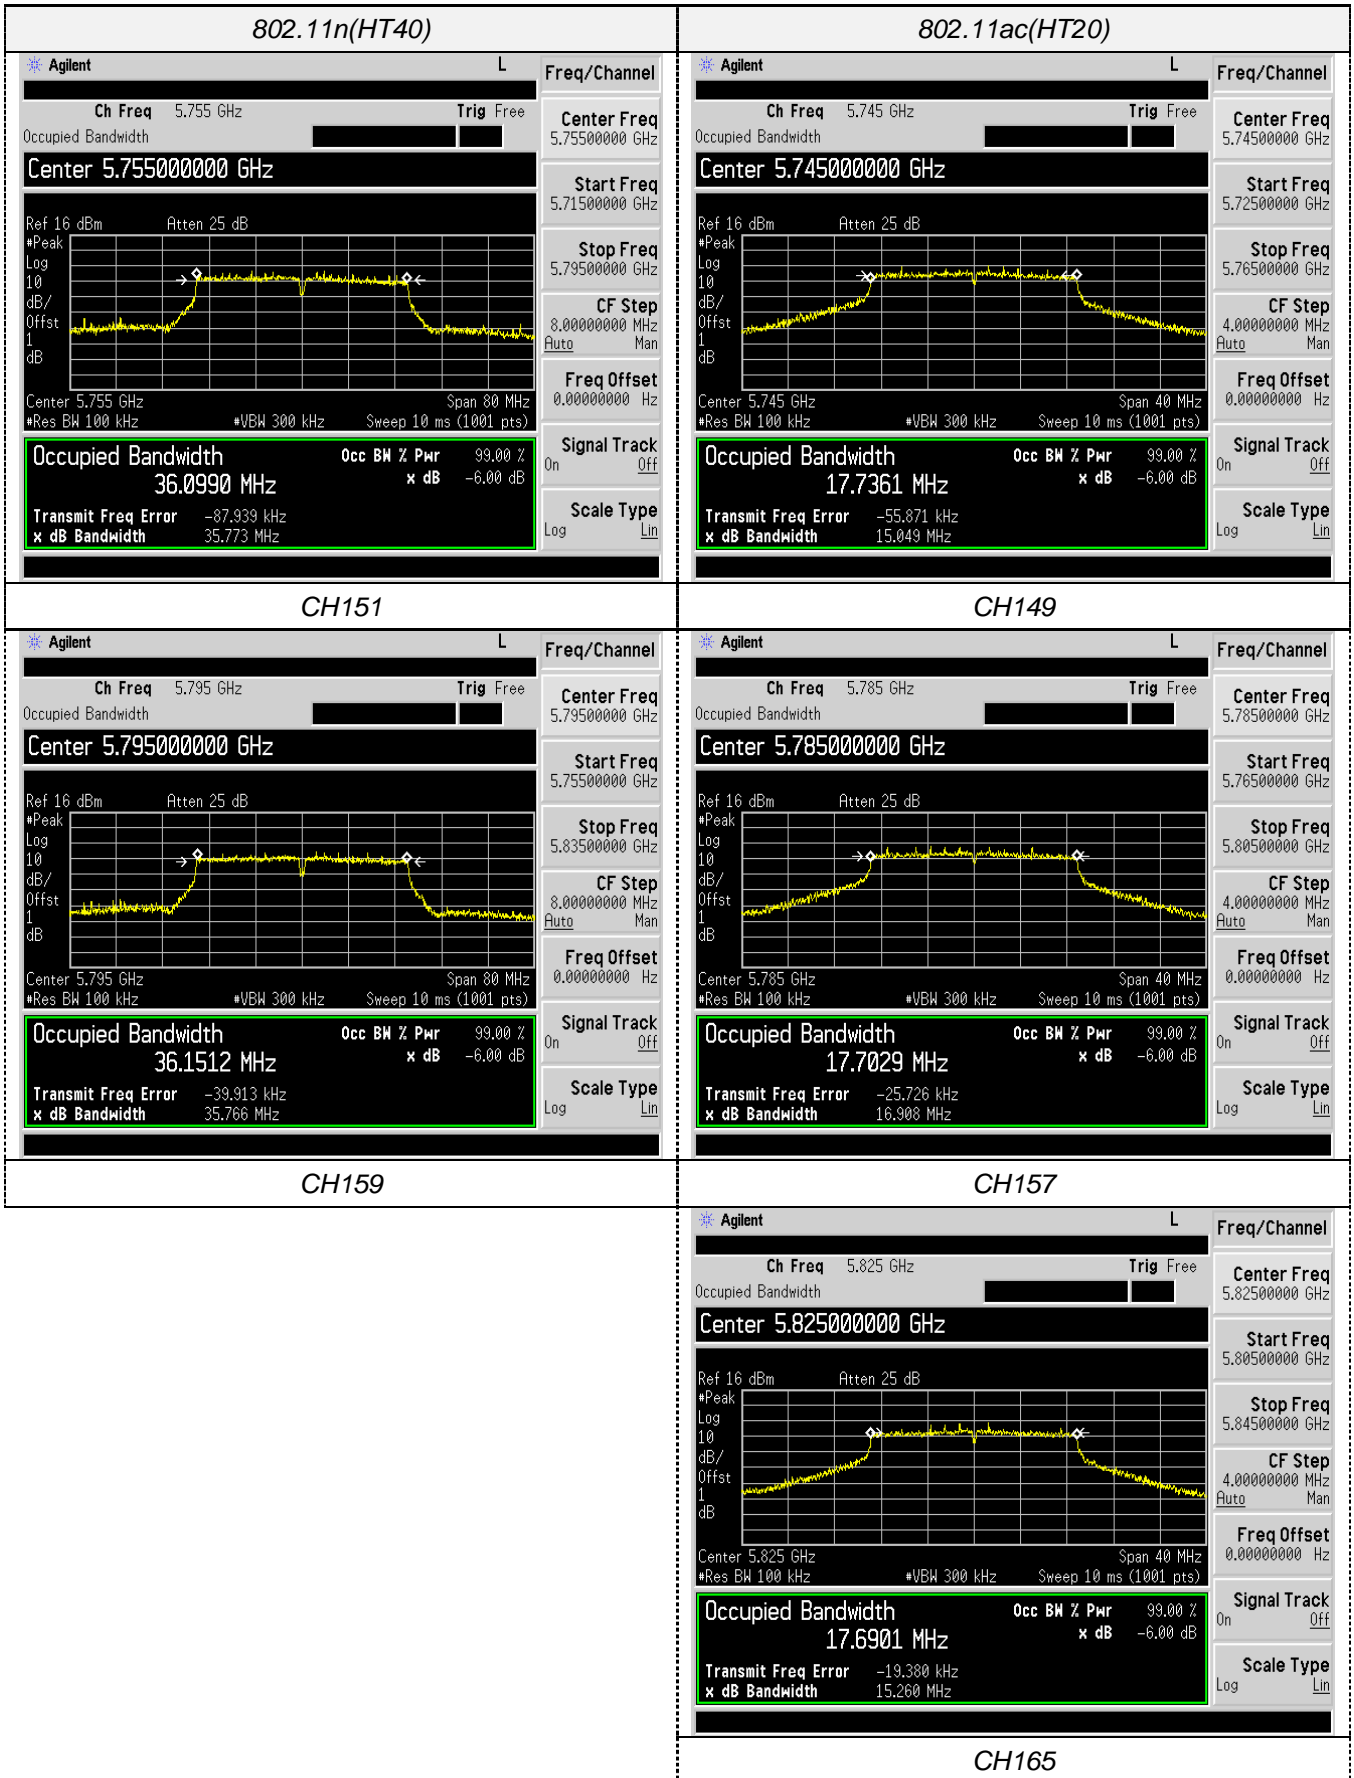 802.11n(HT40)
802.11ac(HT20)
Agilent
L
Freq/Channel
Ch Freq 5.755 GHz
Trig Free
Occupied Bandwidth
Center 5.755000000 GHz
Ref 16 dBm
Atten 25 dB
#Peak
Log
10
dB/
Offst
1
dB
Center 5.755 GHz
Span 80 MHz
#Res BW 100 kHz
#VBW 300 kHz
Sweep 10 ms (1001 pts)
Occupied Bandwidth
36.0990 MHz
Occ BW % Pwr 99.00 %
x dB -6.00 dB
Transmit Freq Error -87.939 kHz
x dB Bandwidth 35.773 MHz
Center Freq
5.75500000 GHz
Start Freq
5.71500000 GHz
Stop Freq
5.79500000 GHz
CF Step
8.00000000 MHz
Auto Man
Freq Offset
0.00000000 Hz
Signal Track
On Off
Scale Type
Log Lin
Agilent
L
Freq/Channel
Ch Freq 5.745 GHz
Trig Free
Occupied Bandwidth
Center 5.745000000 GHz
Ref 16 dBm
Atten 25 dB
#Peak
Log
10
dB/
Offst
1
dB
Center 5.745 GHz
Span 40 MHz
#Res BW 100 kHz
#VBW 300 kHz
Sweep 10 ms (1001 pts)
Occupied Bandwidth
17.7361 MHz
Occ BW % Pwr 99.00 %
x dB -6.00 dB
Transmit Freq Error -55.871 kHz
x dB Bandwidth 15.049 MHz
Center Freq
5.74500000 GHz
Start Freq
5.72500000 GHz
Stop Freq
5.76500000 GHz
CF Step
4.00000000 MHz
Auto Man
Freq Offset
0.00000000 Hz
Signal Track
On Off
Scale Type
Log Lin
CH151
CH149
Agilent
L
Freq/Channel
Ch Freq 5.795 GHz
Trig Free
Occupied Bandwidth
Center 5.795000000 GHz
Ref 16 dBm
Atten 25 dB
#Peak
Log
10
dB/
Offst
1
dB
Center 5.795 GHz
Span 80 MHz
#Res BW 100 kHz
#VBW 300 kHz
Sweep 10 ms (1001 pts)
Occupied Bandwidth
36.1512 MHz
Occ BW % Pwr 99.00 %
x dB -6.00 dB
Transmit Freq Error -39.913 kHz
x dB Bandwidth 35.766 MHz
Center Freq
5.79500000 GHz
Start Freq
5.75500000 GHz
Stop Freq
5.83500000 GHz
CF Step
8.00000000 MHz
Auto Man
Freq Offset
0.00000000 Hz
Signal Track
On Off
Scale Type
Log Lin
Agilent
L
Freq/Channel
Ch Freq 5.785 GHz
Trig Free
Occupied Bandwidth
Center 5.785000000 GHz
Ref 16 dBm
Atten 25 dB
#Peak
Log
10
dB/
Offst
1
dB
Center 5.785 GHz
Span 40 MHz
#Res BW 100 kHz
#VBW 300 kHz
Sweep 10 ms (1001 pts)
Occupied Bandwidth
17.7029 MHz
Occ BW % Pwr 99.00 %
x dB -6.00 dB
Transmit Freq Error -25.726 kHz
x dB Bandwidth 16.908 MHz
Center Freq
5.78500000 GHz
Start Freq
5.76500000 GHz
Stop Freq
5.80500000 GHz
CF Step
4.00000000 MHz
Auto Man
Freq Offset
0.00000000 Hz
Signal Track
On Off
Scale Type
Log Lin
CH159
CH157
Agilent
L
Freq/Channel
Ch Freq 5.825 GHz
Trig Free
Occupied Bandwidth
Center 5.825000000 GHz
Ref 16 dBm
Atten 25 dB
#Peak
Log
10
dB/
Offst
1
dB
Center 5.825 GHz
Span 40 MHz
#Res BW 100 kHz
#VBW 300 kHz
Sweep 10 ms (1001 pts)
Occupied Bandwidth
17.6901 MHz
Occ BW % Pwr 99.00 %
x dB -6.00 dB
Transmit Freq Error -19.380 kHz
x dB Bandwidth 15.260 MHz
Center Freq
5.82500000 GHz
Start Freq
5.80500000 GHz
Stop Freq
5.84500000 GHz
CF Step
4.00000000 MHz
Auto Man
Freq Offset
0.00000000 Hz
Signal Track
On Off
Scale Type
Log Lin
CH165